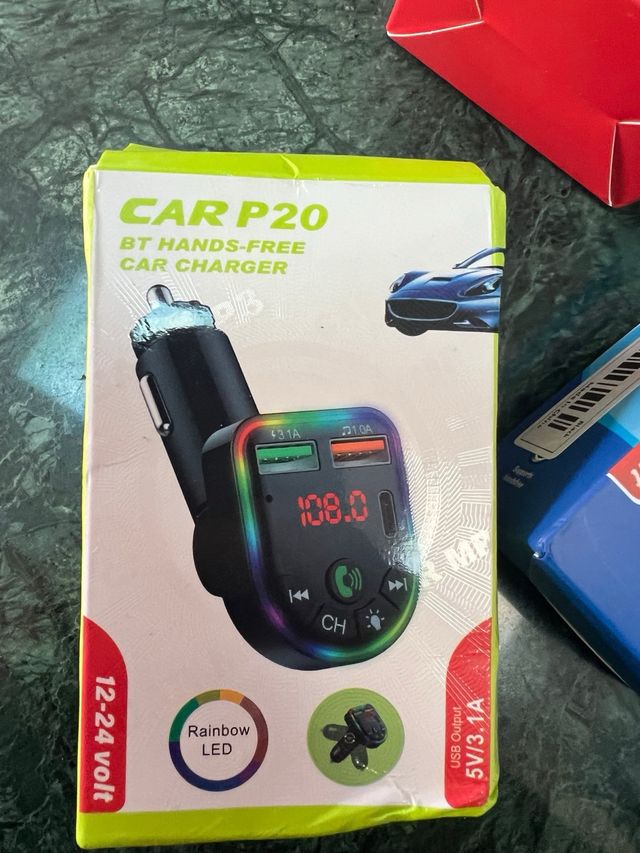 CAR P20
BT HANDS-FREE
CAR CHARGER
3.1A
1.0A
108.0
CH
Rainbow
LED
12-24 volt
USB Output
5V/3.1A